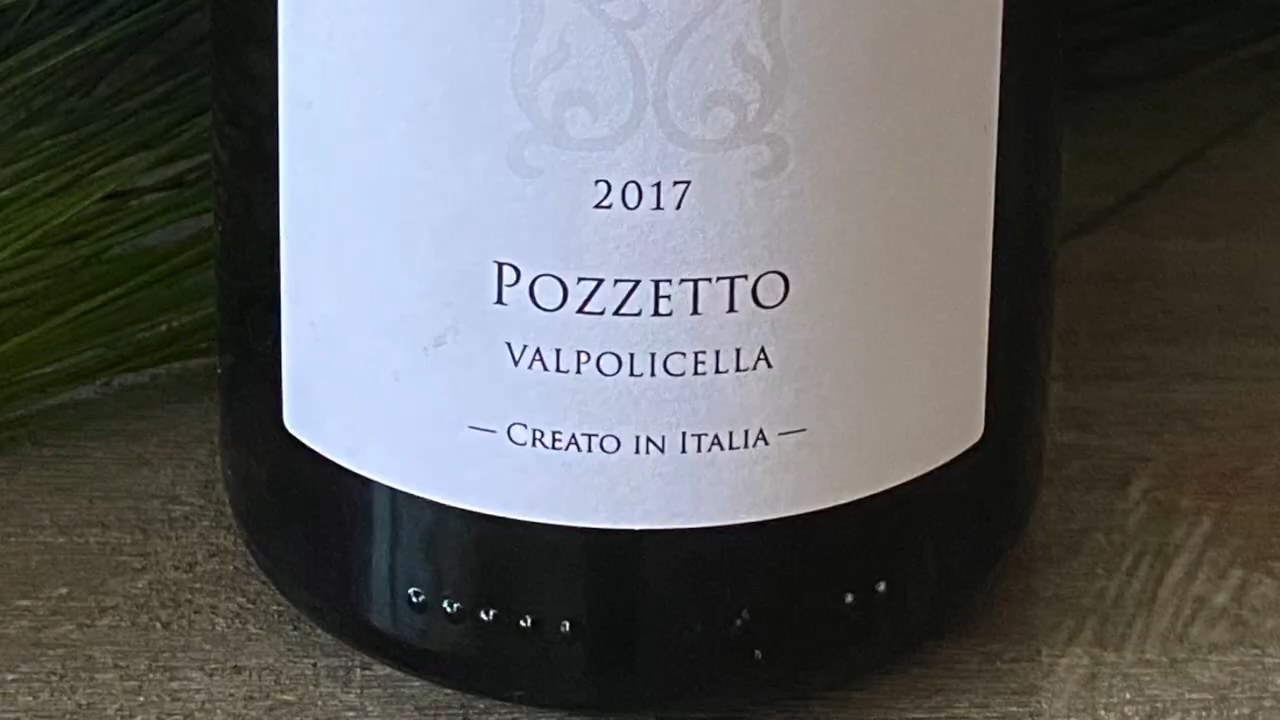 2017
POZZETTO
VALPOLICELLA
— CREATO IN ITALIA —